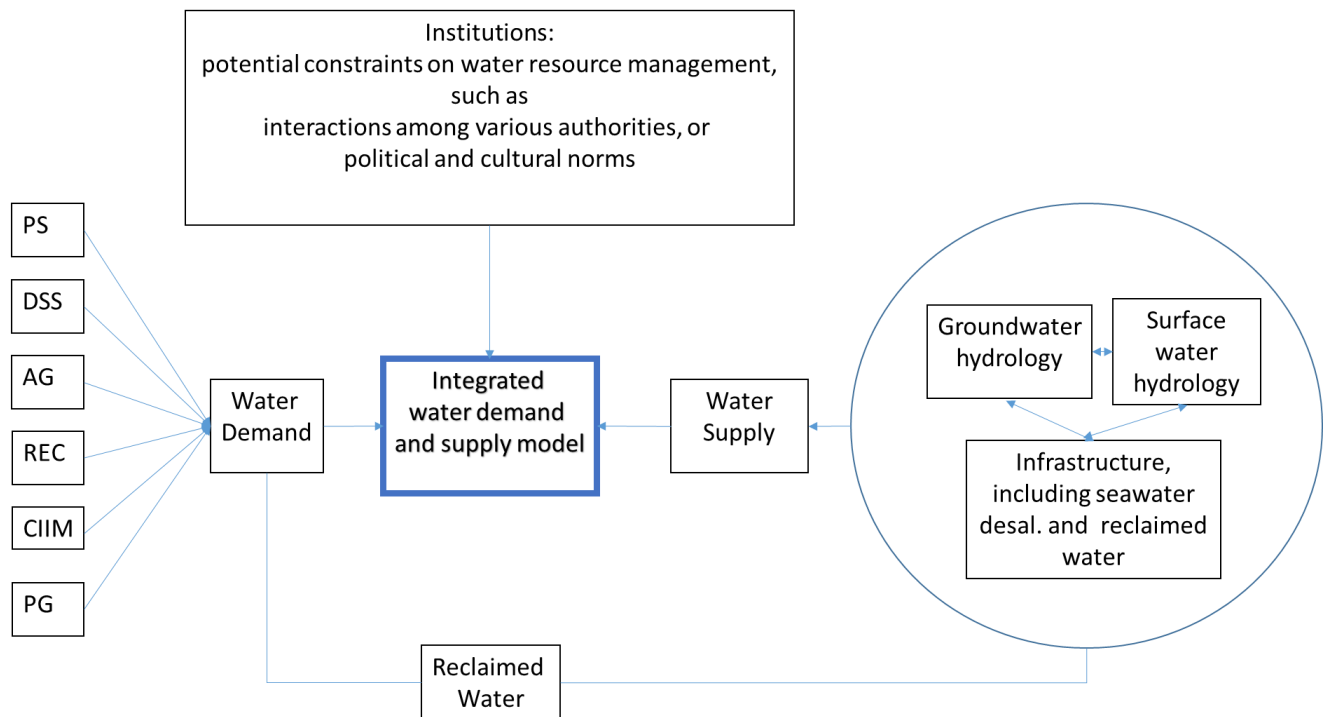 Institutions:
potential constraints on water resource management,
such as
interactions among various authorities, or
political and cultural norms
PS
DSS
AG
REC
CIIM
PG
Water
Demand
Integrated
water demand
and supply model
Water
Supply
Groundwater
hydrology
Surface
water
hydrology
Infrastructure,
including seawater
desal. and reclaimed
water
Reclaimed
Water